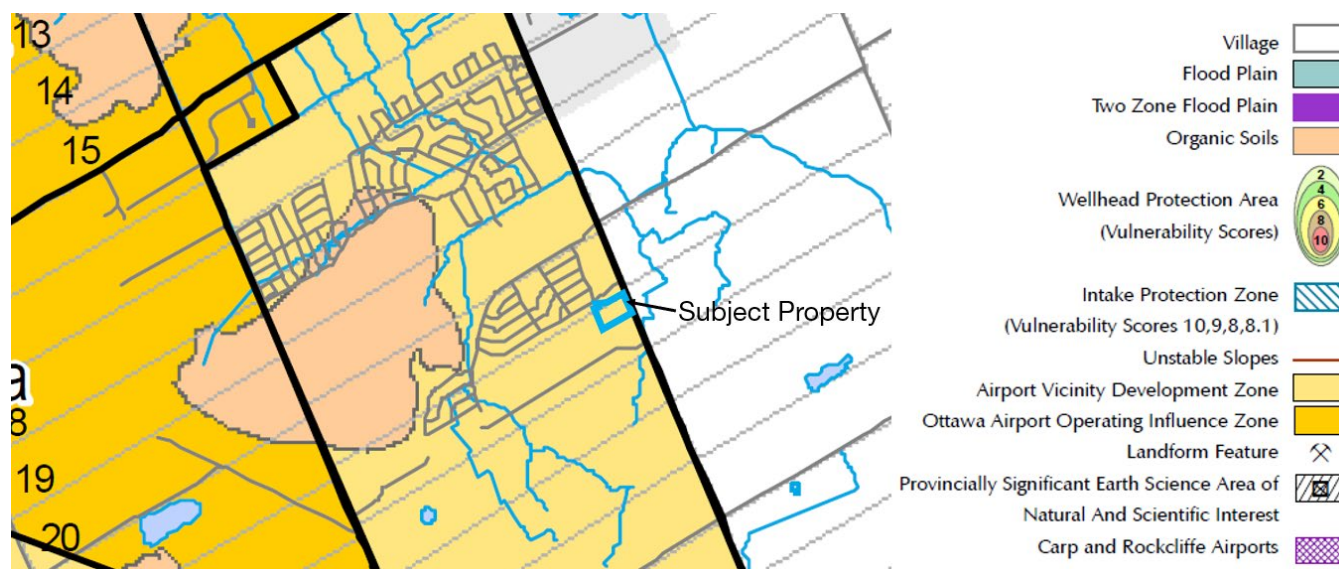 13
14
15
a
8
19
20
Subject Property
Village
Flood Plain
Two Zone Flood Plain
Organic Soils
Wellhead Protection Area
(Vulnerability Scores)
2
4
6
8
10
Intake Protection Zone
(Vulnerability Scores 10,9,8,8.1)
Unstable Slopes
Airport Vicinity Development Zone
Ottawa Airport Operating Influence Zone
Landform Feature
Provincially Significant Earth Science Area of
Natural And Scientific Interest
Carp and Rockcliffe Airports